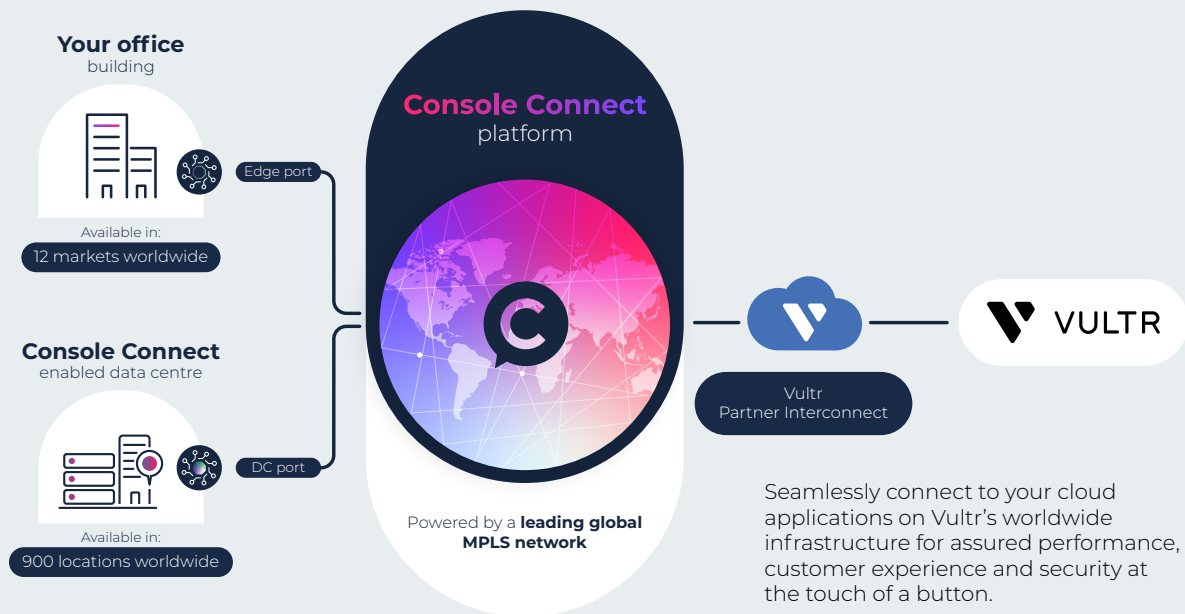 Your office
building
Edge port
Available in:
12 markets worldwide
Console Connect
enabled data centre
DC port
Available in:
900 locations worldwide
Console Connect
platform
C
Powered by a leading global
MPLS network
Vultr
Partner Interconnect
VULTR
Seamlessly connect to your cloud
applications on Vultr’s worldwide
infrastructure for assured performance,
customer experience and security at
the touch of a button.